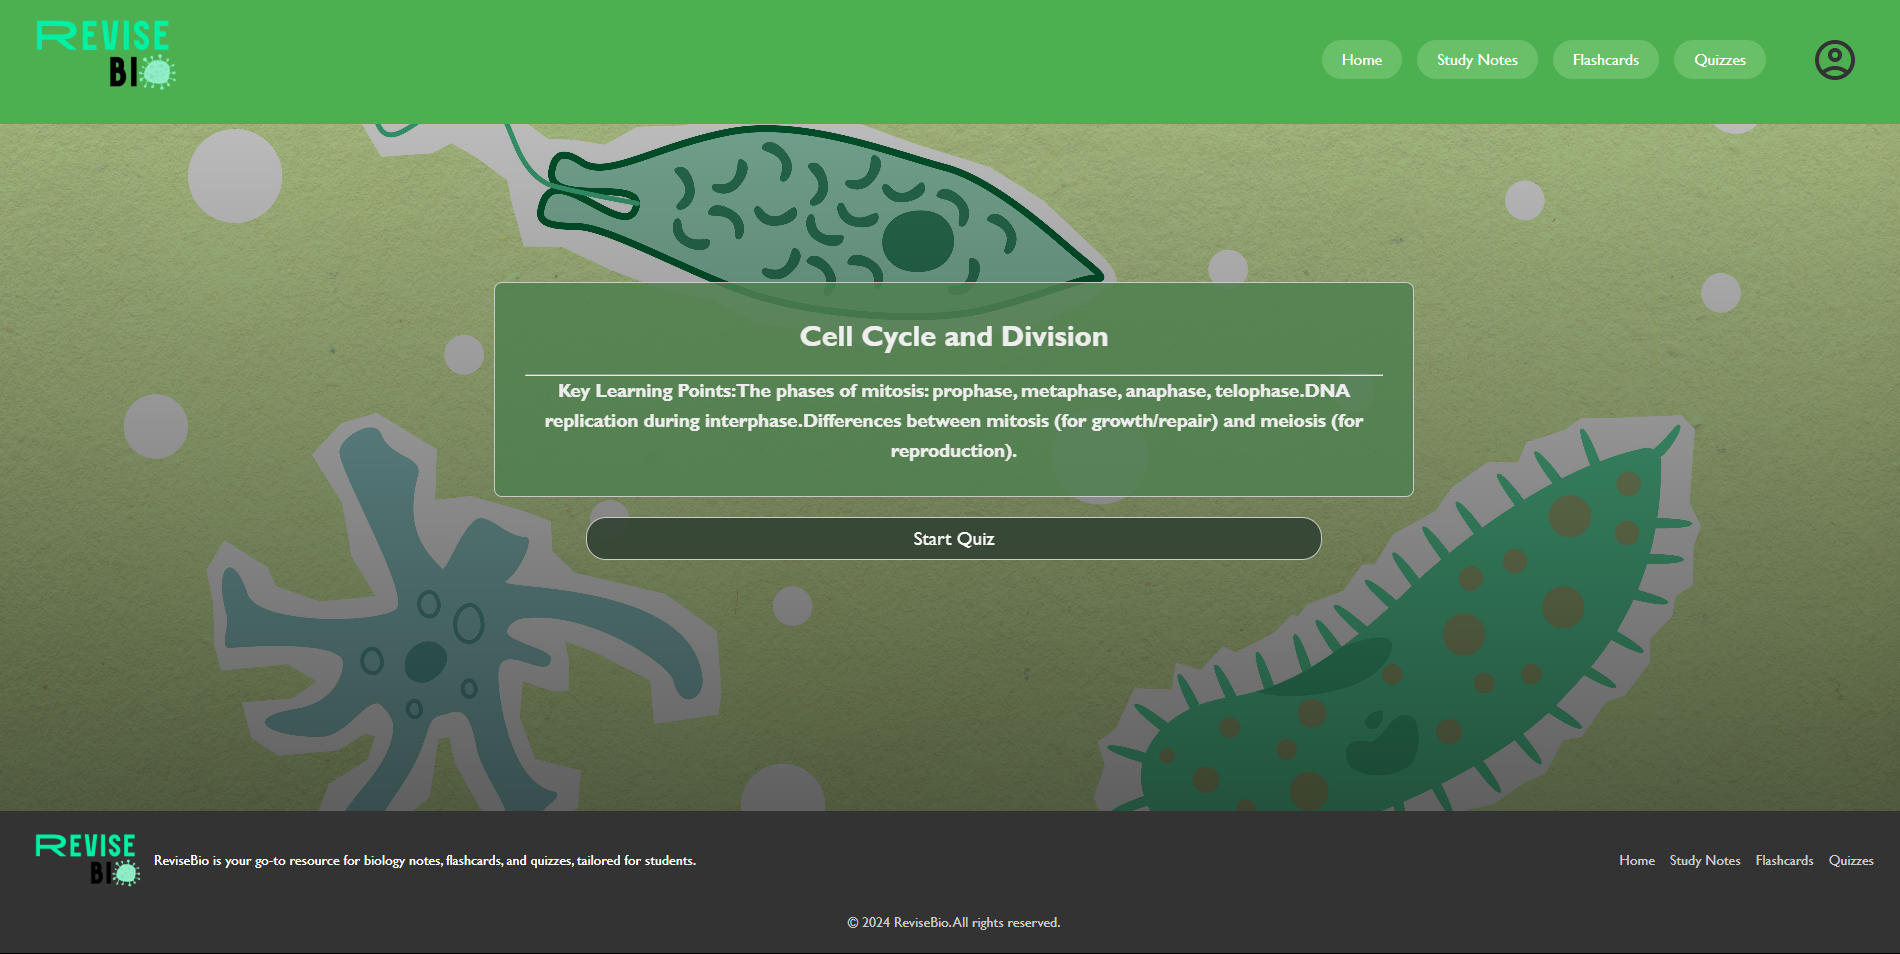 REVISE
BIO
Home
Study Notes
Flashcards
Quizzes
Cell Cycle and Division
Key Learning Points:The phases of mitosis: prophase, metaphase, anaphase, telophase.DNA
replication during interphase.Differences between mitosis (for growth/repair) and meiosis (for
reproduction).
Start Quiz
REVISE
BIO
ReviseBio is your go-to resource for biology notes, flashcards, and quizzes, tailored for students.
Home
Study Notes
Flashcards
Quizzes
© 2024 ReviseBio. All rights reserved.